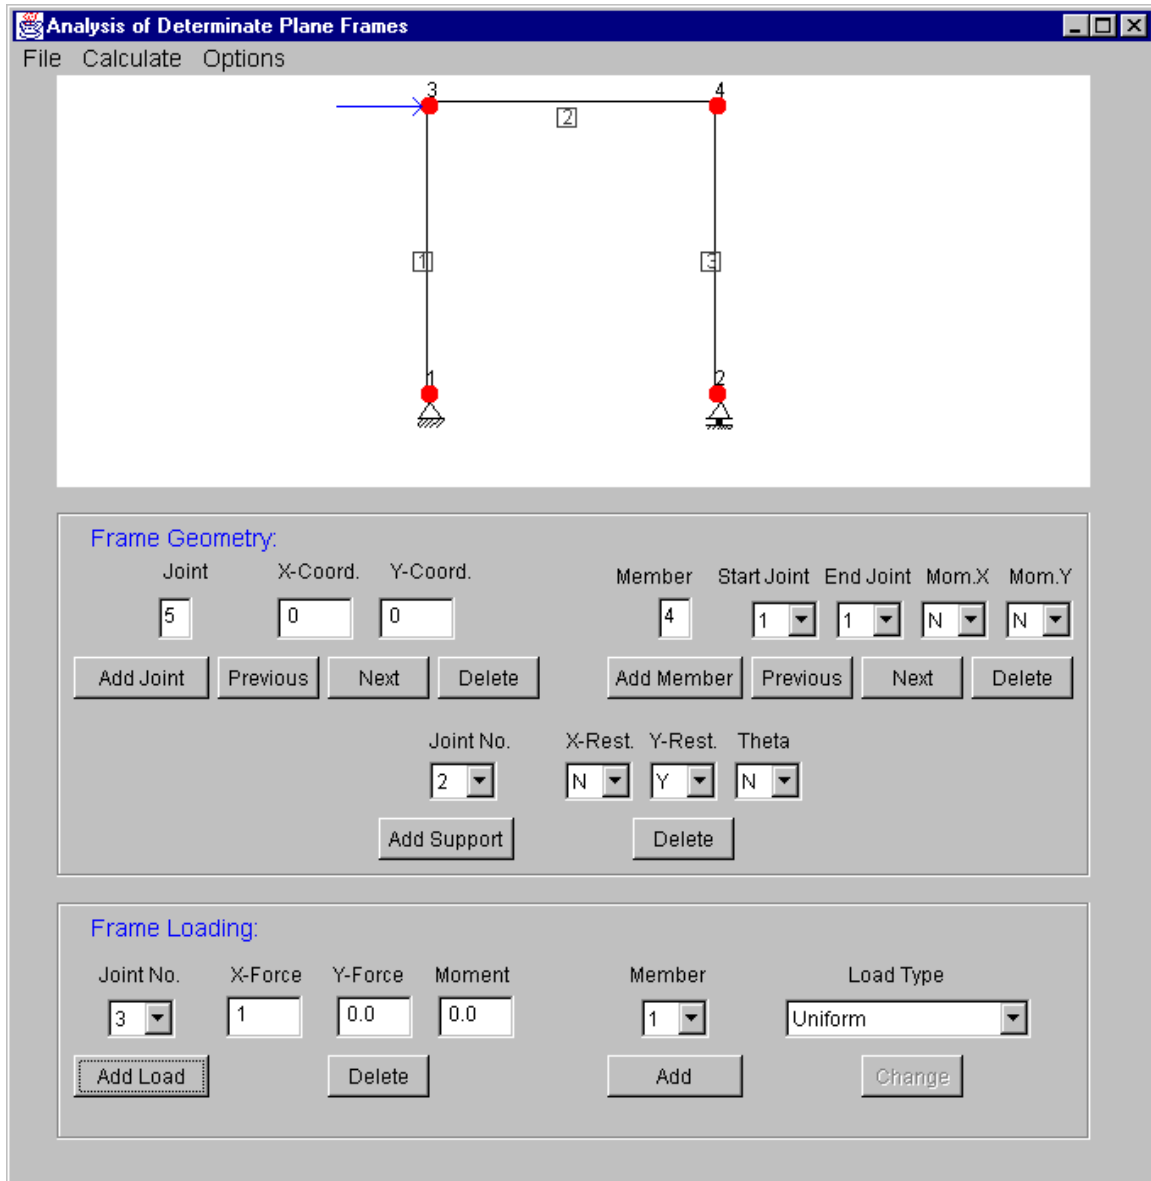 Analysis of Determinate Plane Frames
File Calculate Options
3 4
2
1 3
1 2
Frame Geometry:
Joint X-Coord. Y-Coord. Member Start Joint End Joint Mom.X Mom.Y
5 0 0 4 1 1 N N
Add Joint Previous Next Delete Add Member Previous Next Delete
Joint No. X-Rest. Y-Rest. Theta
2 N Y N
Add Support Delete
Frame Loading:
Joint No. X-Force Y-Force Moment Member Load Type
3 1 0.0 0.0 1 Uniform
Add Load Delete Add Change